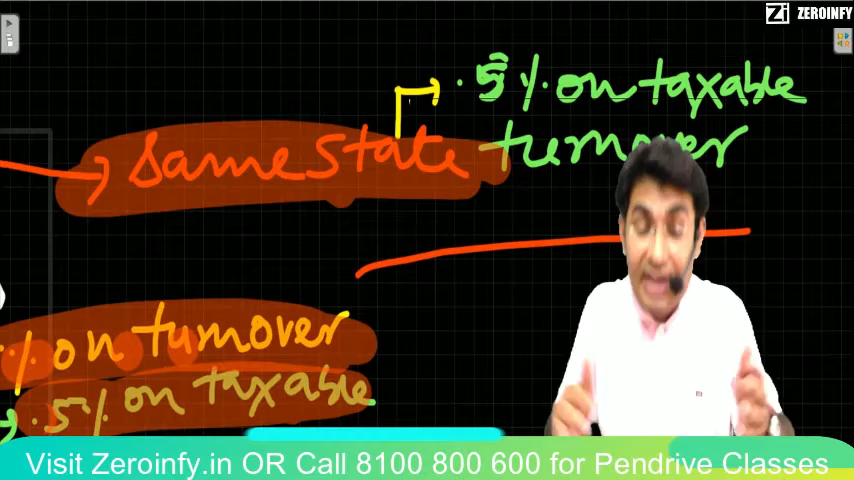 Zi ZEROINFY
.5% on taxable
same state turnover
% on turnover
.5% on taxable
Visit Zeroinfy.in OR Call 8100 800 600 for Pendrive Classes